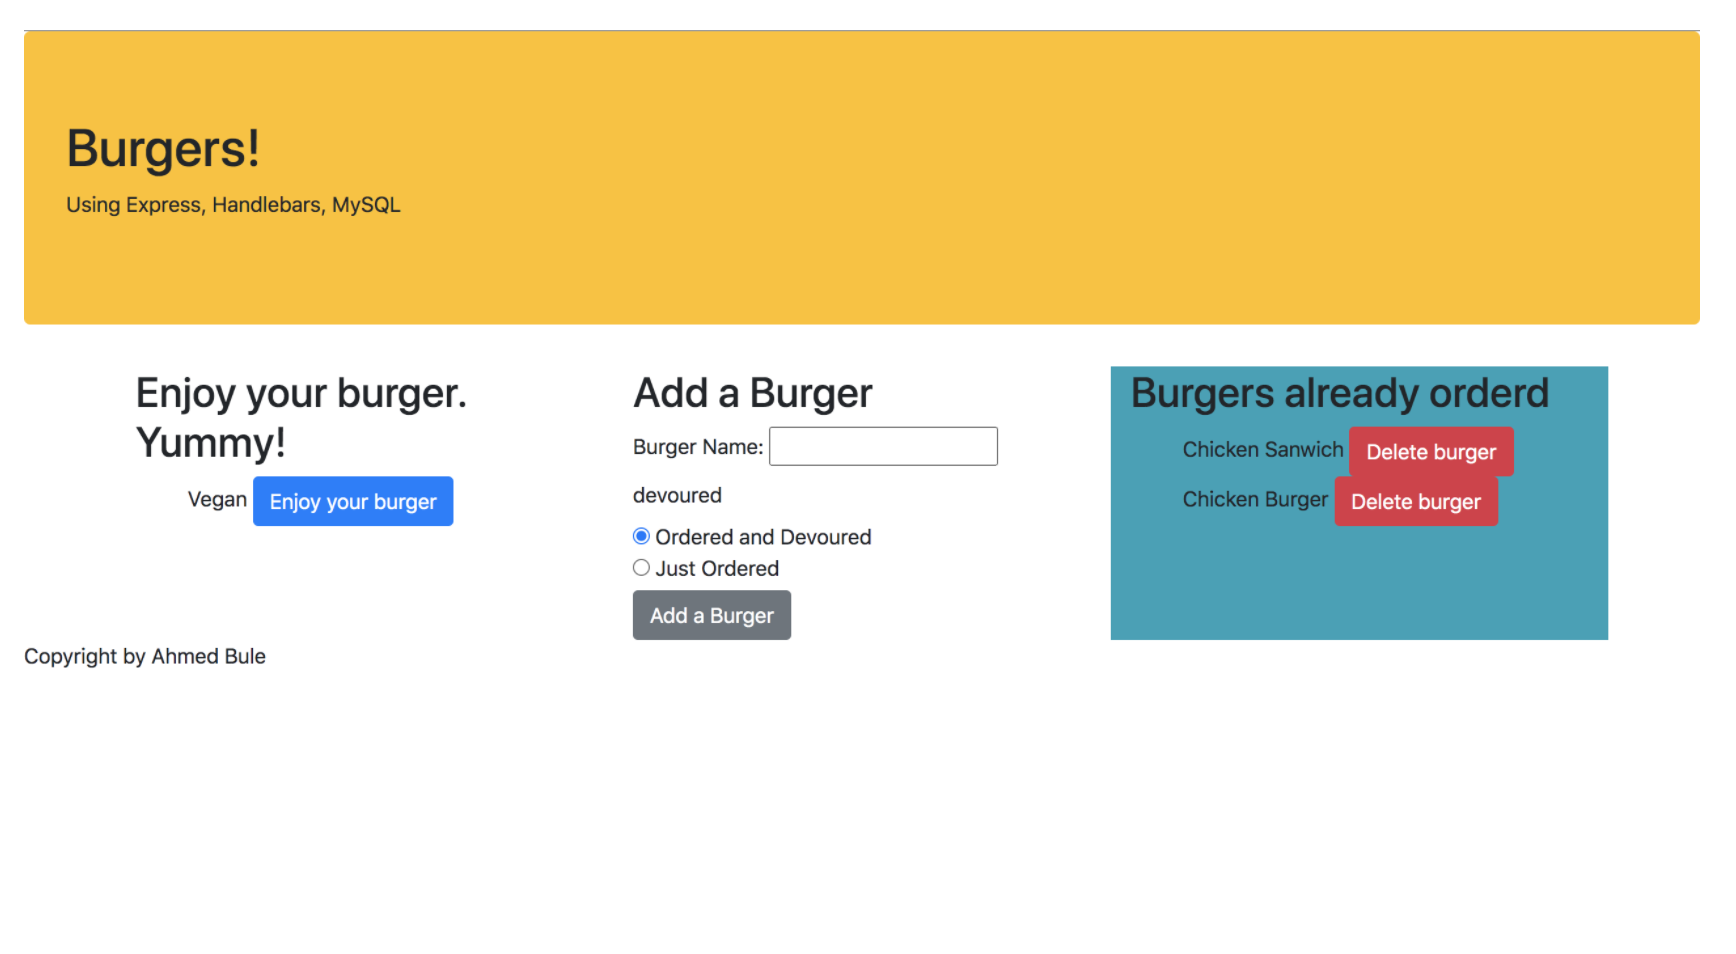 Burgers!
Using Express, Handlebars, MySQL
Enjoy your burger.
Yummy!
Vegan Enjoy your burger
Add a Burger
Burger Name:
devoured
Ordered and Devoured
Just Ordered
Add a Burger
Burgers already orderd
Chicken Sanwich Delete burger
Chicken Burger Delete burger
Copyright by Ahmed Bule